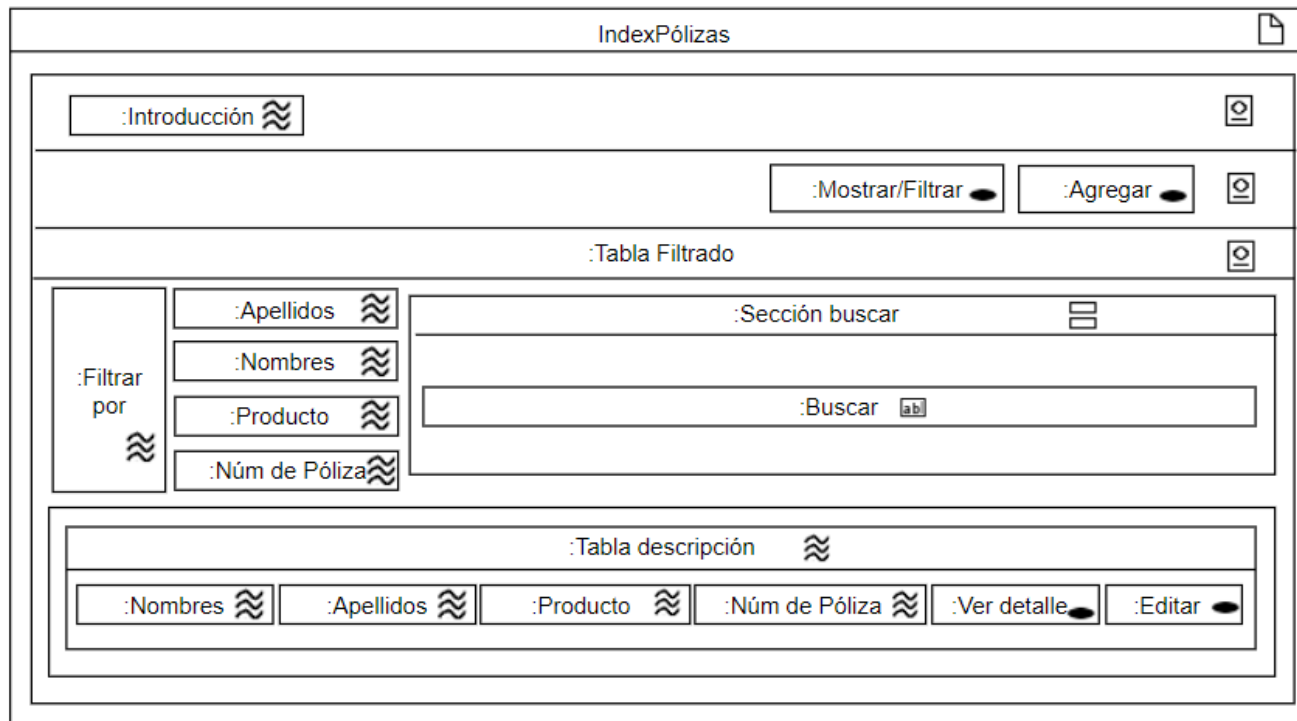 IndexPólizas
:Introducción
:Mostrar/Filtrar
:Agregar
:Tabla Filtrado
:Filtrar
por
:Apellidos
:Nombres
:Producto
:Núm de Póliza
:Sección buscar
:Buscar ab
:Tabla descripción
:Nombres
:Apellidos
:Producto
:Núm de Póliza
:Ver detalle
:Editar